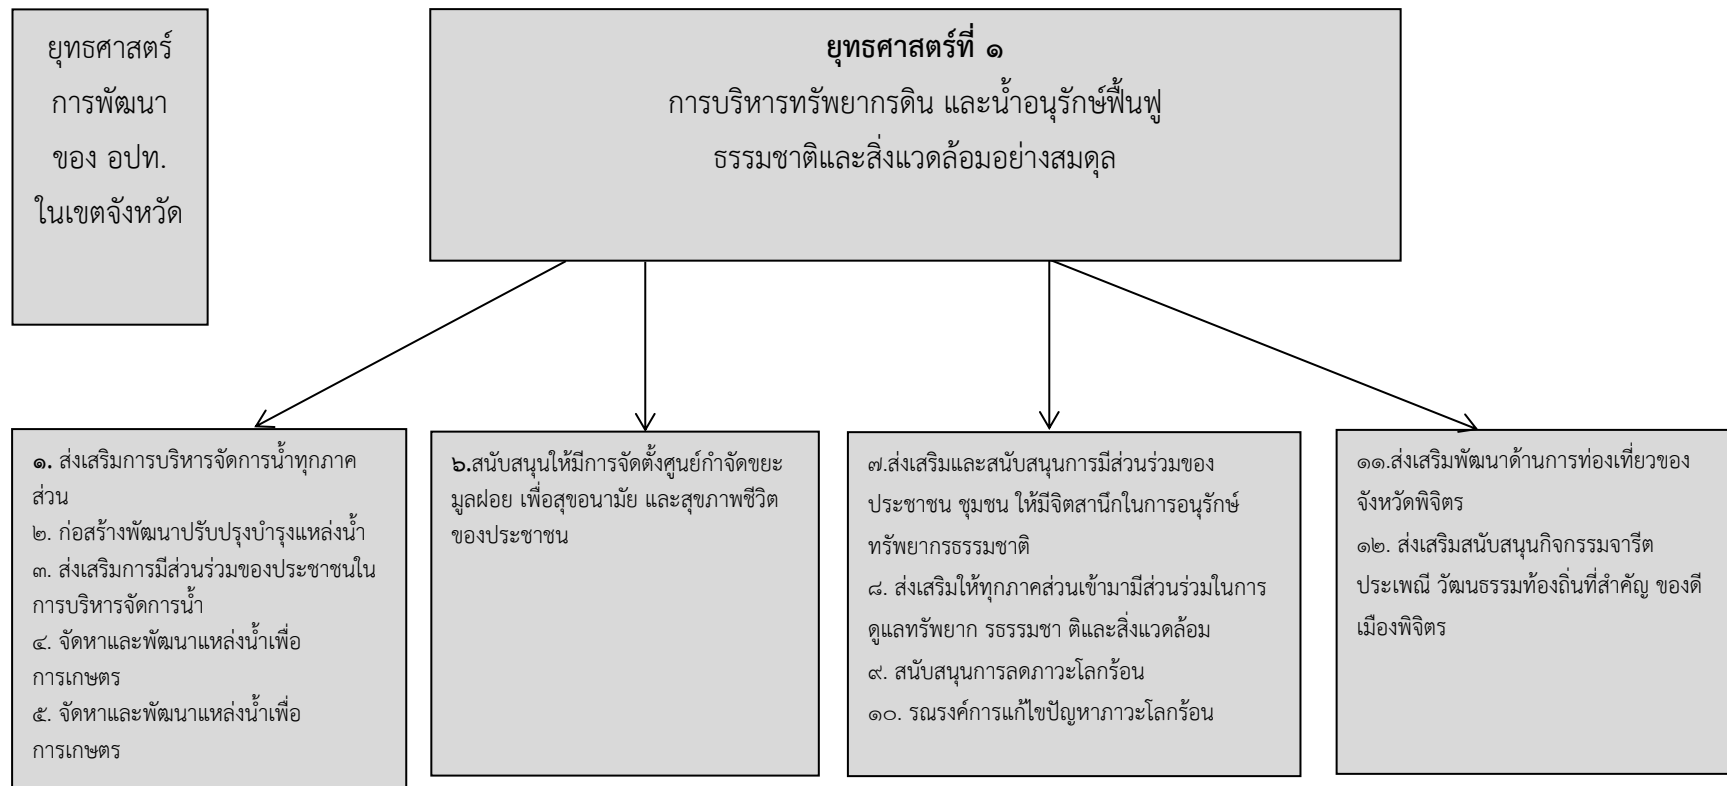 ยุทธศาสตร์
การพัฒนา
ของ อปท.
ในเขตจังหวัด
ยุทธศาสตร์ที่ ๑
การบริหารทรัพยากรดิน และน้ำอนุรักษ์ฟื้นฟู
ธรรมชาติและสิ่งแวดล้อมอย่างสมดุล
๑. ส่งเสริมการบริหารจัดการน้ำทุกภาค
ส่วน
๒. ก่อสร้างพัฒนาปรับปรุงบำรุงแหล่งน้ำ
๓. ส่งเสริมการมีส่วนร่วมของประชาชนใน
การบริหารจัดการน้ำ
๔. จัดหาและพัฒนาแหล่งน้ำเพื่อ
การเกษตร
๕. จัดหาและพัฒนาแหล่งน้ำเพื่อ
การเกษตร
๖.สนับสนุนให้มีการจัดตั้งศูนย์กำจัดขยะ
มูลฝอย เพื่อสุขอนามัย และสุขภาพชีวิต
ของประชาชน
๗.ส่งเสริมและสนับสนุนการมีส่วนร่วมของ
ประชาชน ชุมชน ให้มีจิตสานึกในการอนุรักษ์
ทรัพยากรธรรมชาติ
๘. ส่งเสริมให้ทุกภาคส่วนเข้ามามีส่วนร่วมในการ
ดูแลทรัพยาก รธรรมชา ติและสิ่งแวดล้อม
๙. สนับสนุนการลดภาวะโลกร้อน
๑๐. รณรงค์การแก้ไขปัญหาภาวะโลกร้อน
๑๑.ส่งเสริมพัฒนาด้านการท่องเที่ยวของ
จังหวัดพิจิตร
๑๒. ส่งเสริมสนับสนุนกิจกรรมจารีต
ประเพณี วัฒนธรรมท้องถิ่นที่สำคัญ ของดี
เมืองพิจิตร